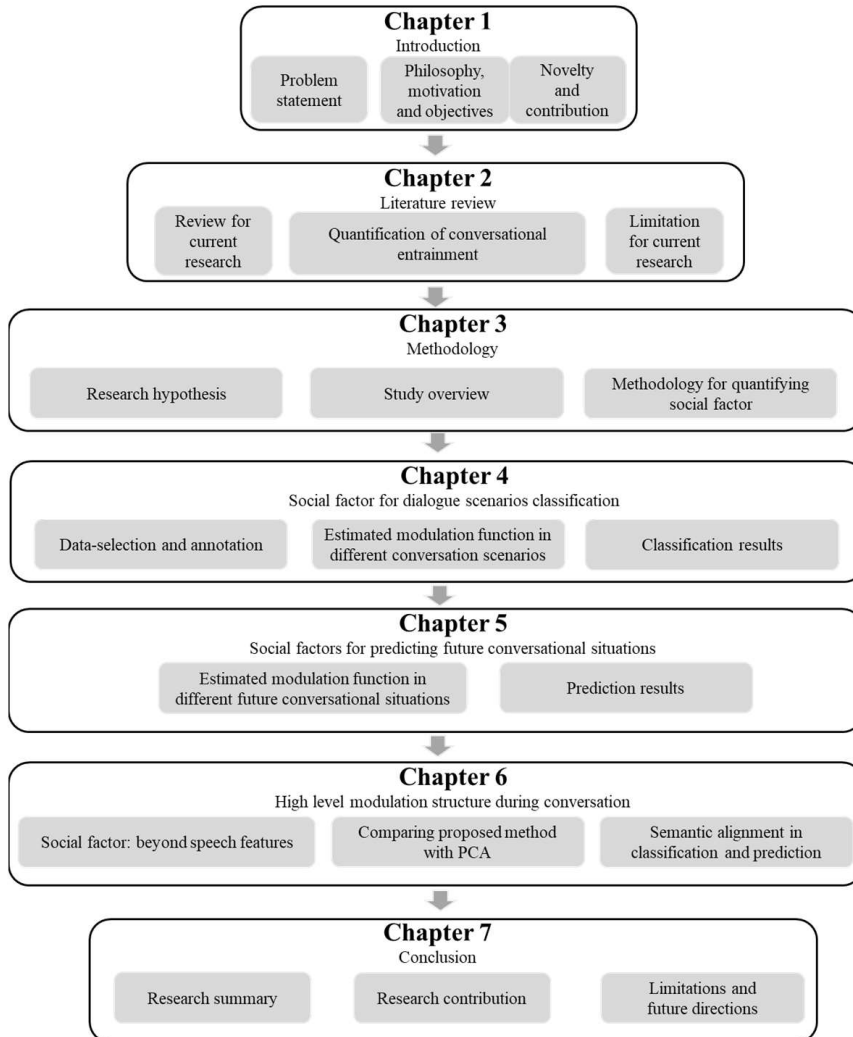 Chapter 1
Introduction
Problem
statement
Philosophy,
motivation
and objectives
Novelty
and
contribution
Chapter 2
Literature review
Review for
current
research
Quantification of conversational
entrainment
Limitation
for current
research
Chapter 3
Methodology
Research hypothesis
Study overview
Methodology for quantifying
social factor
Chapter 4
Social factor for dialogue scenarios classification
Data-selection and annotation
Estimated modulation function in
different conversation scenarios
Classification results
Chapter 5
Social factors for predicting future conversational situations
Estimated modulation function in
different future conversational situations
Prediction results
Chapter 6
High level modulation structure during conversation
Social factor: beyond speech features
Comparing proposed method
with PCA
Semantic alignment in
classification and prediction
Chapter 7
Conclusion
Research summary
Research contribution
Limitations and
future directions